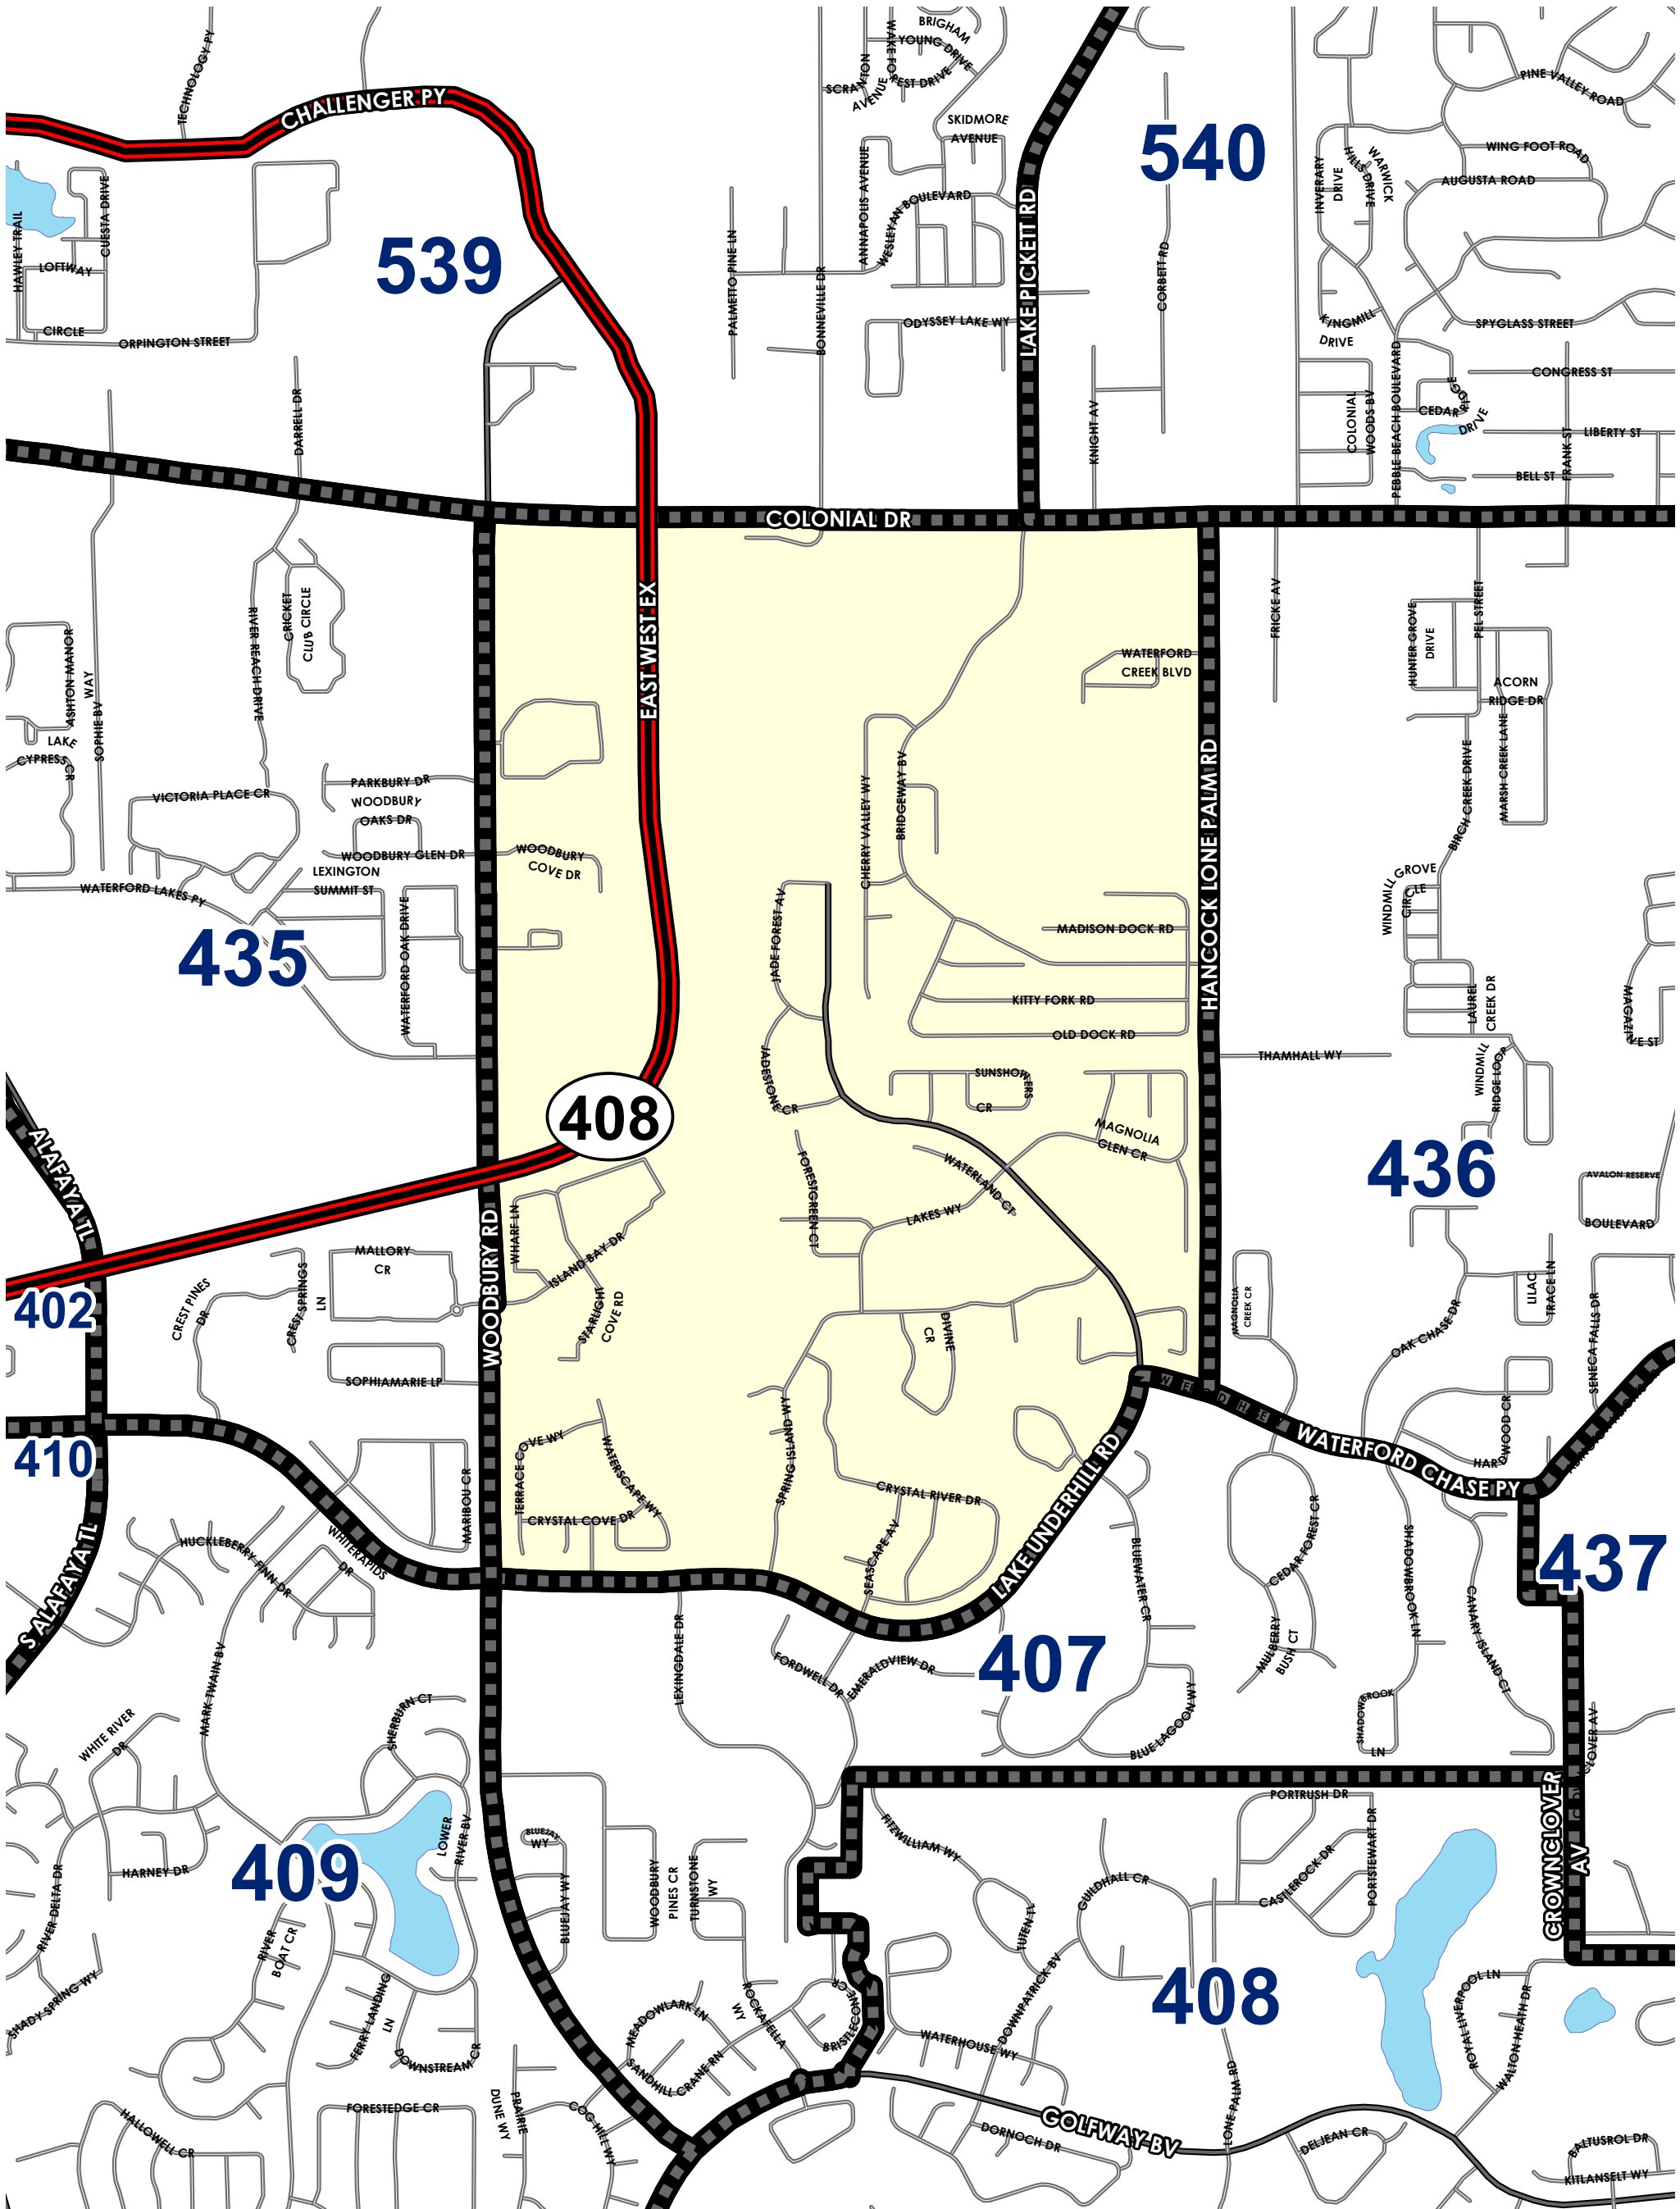 BRIGHAM
YOUNG DRIVE
TECHNOLOGY PY
SCRANTON
AVENUE
CHALLENGER PY
PINE VALLEY ROAD
SKIDMORE
AVENUE
540
WING FOOT ROAD
INVERARY
DRIVE
HILLS DRIVE
WARWICK
AUGUSTA ROAD
ANNAPOLIS AVENUE
WESLEYAN BOULEVARD
LAKE PICKETT RD
HAWLEY TRAIL
CUESTA DRIVE
LOFTWAY
CIRCLE
ORPINGTON STREET
539
PALMETTO PINE LN
BONNEVILLE DR
CORBETT RD
ODYSSEY LAKE WY
KINGMILL
DRIVE
SPYGLASS STREET
CONGRESS ST
PEBBLE BEACH BOULEVARD
CEDAR
RIDGE
DRIVE
COLONIAL
WOODS BV
LIBERTY ST
FRANK ST
BELL ST
DARRELL DR
KNIGHT AV
COLONIAL DR
EAST WEST EX
FRICKE AV
HUNTER GROVE
DRIVE
PEL STREET
RIVER REACH DRIVE
CRICKET
CLUB CIRCLE
ASHTON MANOR
SOPHIE BV WAY
LAKE
CYPRESS CR
WATERFORD
CREEK BLVD
ACORN
RIDGE DR
MARSH CREEK LANE
BIRCH CREEK DRIVE
HANCOCK LONE PALM RD
VICTORIA PLACE CR
PARKBURY DR
WOODBURY
OAKS DR
WOODBURY GLEN DR
WOODBURY
COVE DR
LEXINGTON
SUMMIT ST
WATERFORD LAKES PY
WATERFORD OAK DRIVE
435
CHERRY VALLEY WY
BRIDGEWAY BV
JADE FOREST AV
MADISON DOCK RD
KITTY FORK RD
OLD DOCK RD
WINDMILL GROVE
CIRCLE
LAUREL
CREEK DR
MAGAZINE ST
THAMHALL WY
WINDMILL
RIDGE LOOP
JADESTONE CR
SUNSHOWERS
CR
MAGNOLIA
GLEN CR
408
436
ALAFAYA TL
AVALON RESERVE
BOULEVARD
WATERLAND CT
FORESTGREEN CT
LAKES WY
WHARF LN
ISLAND BAY DR
STARLIGHT
COVE RD
WOODBURY RD
MALLORY
CR
CREST PINES
DR
CREST SPRINGS
LN
402
SOPHIAMARIE LP
DIVINE
CR
MAGNOLIA
CREEK CR
OAK CHASE DR
LILAC
TRACE LN
SENECA FALLS DR
410
MARIBOU CR
TERRACE COVE WY
WATERSCAPE WY
CRYSTAL COVE DR
SPRING ISLAND WY
CRYSTAL RIVER DR
SEASCAPE AV
LAKE UNDERHILL RD
WATERFORD CHASE PY
HARDWOOD CR
S ALAFAYA TL
HUCKLEBERRY FINN DR
WHITERAPIDS
DR
BLUEWATER CR
CEDAR FOREST CR
SHADOWBROOK LN
CANARY ISLAND CT
437
MULBERRY
BUSH CT
407
LEXINGDALE DR
FORDWELL DR
EMERALDVIEW DR
BLUE LAGOON WY
SHADOWBROOK
LN
MARK TWAIN BV
WHITE RIVER
DR
SHERBURN CT
CROWNCLOVER
AV
PORTRUSH DR
LOWER
RIVER BV
BLUEJAY
WY
FITZWILLIAM WY
409
HARNEY DR
RIVER DELTA DR
BLUEJAY WY
WOODBURY
PINES CR
TURNSTONE
WY
GUILDHALL CR
CASTLEROCK DR
PORTSTEWART DR
RIVER
BOAT CR
TUTEN TL
408
ROYAL LIVERPOOL LN
WALTON HEATH DR
SHADY SPRING WY
FERRY LANDING
LN
DOWNSTREAM CR
MEADOWLARK LN
SANDHILL CRANE RN
ROCKAFELLA
WY
BRISTLECONE CR
WATERHOUSE WY
DOWNPATRICK BV
LONE PALM RD
HALLOWELL CR
FORESTEDGE CR
PRAIRIE
DUNE WY
COG HILL WY
GOLFWAY BV
DORNOCH DR
DELJEAN CR
BALTUSROL DR
KITLANSELT WY